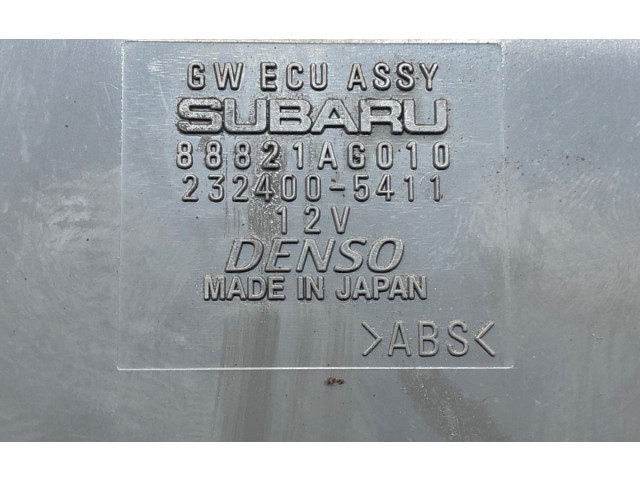 GW ECU ASSY
SUBARU
88821AG010
232400-5411
12V
DENSO
MADE IN JAPAN
>ABS<